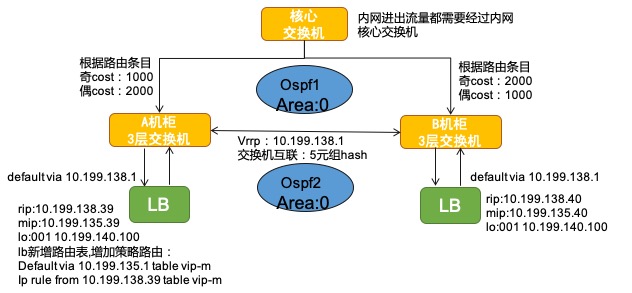 核心
交换机
内网进出流量都需要经过内网
核心交换机
根据路由条目
奇cost：1000
偶cost：2000
Ospf1
Area:0
根据路由条目
奇cost：2000
偶cost：1000
A机柜
3层交换机
B机柜
3层交换机
Vrrp：10.199.138.1
交换机互联：5元组hash
default via 10.199.138.1
Ospf2
Area:0
default via 10.199.138.1
LB
LB
rip:10.199.138.39
mip:10.199.135.39
lo:001 10.199.140.100
lb新增路由表,增加策略路由：
Default via 10.199.135.1 table vip-m
Ip rule from 10.199.138.39 table vip-m
rip:10.199.138.40
mip:10.199.135.40
lo:001 10.199.140.100